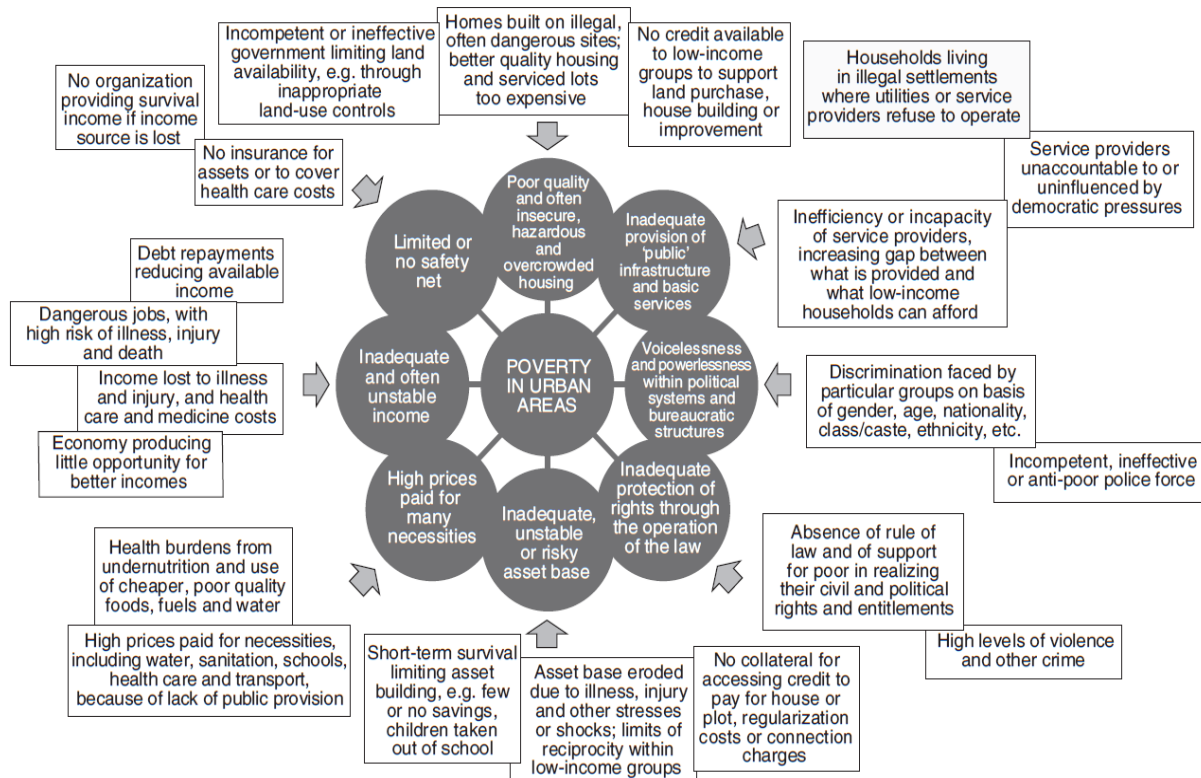 Homes built on illegal,
often dangerous sites;
better quality housing
and serviced lots
too expensive
Incompetent or ineffective
government limiting land
availability, e.g. through
inappropriate
land-use controls
No credit available
to low-income
groups to support
land purchase,
house building or
improvement
Households living
in illegal settlements
where utilities or service
providers refuse to operate
No organization
providing survival
income if income
source is lost
No insurance for
assets or to cover
health care costs
Service providers
unaccountable to or
uninfluenced by
democratic pressures
Inefficiency or incapacity
of service providers,
increasing gap between
what is provided and
what low-income
households can afford
Poor quality
and often
insecure,
hazardous
and
overcrowded
housing
Limited or
no safety
net
Inadequate
provision of
‘public’
infrastructure
and basic
services
Debt repayments
reducing available
income
Dangerous jobs, with
high risk of illness, injury
and death
Income lost to illness
and injury, and health
care and medicine costs
Economy producing
little opportunity for
better incomes
Inadequate
and often
unstable
income
POVERTY
IN URBAN
AREAS
Voicelessness
and powerlessness
within political
systems and
bureaucratic
structures
Discrimination faced by
particular groups on basis
of gender, age, nationality,
class/caste, ethnicity, etc.
Incompetent, ineffective
or anti-poor police force
High prices
paid for
many
necessities
Inadequate,
unstable
or risky
asset base
Inadequate
protection of
rights through
the operation
of the law
Absence of rule of
law and of support
for poor in realizing
their civil and political
rights and entitlements
High levels of violence
and other crime
Health burdens from
undernutrition and use
of cheaper, poor quality
foods, fuels and water
High prices paid for necessities,
including water, sanitation, schools,
health care and transport,
because of lack of public provision
Short-term survival
limiting asset
building, e.g. few
or no savings,
children taken
out of school
Asset base eroded
due to illness, injury
and other stresses
or shocks; limits of
reciprocity within
low-income groups
No collateral for
accessing credit to
pay for house or
plot, regularization
costs or connection
charges